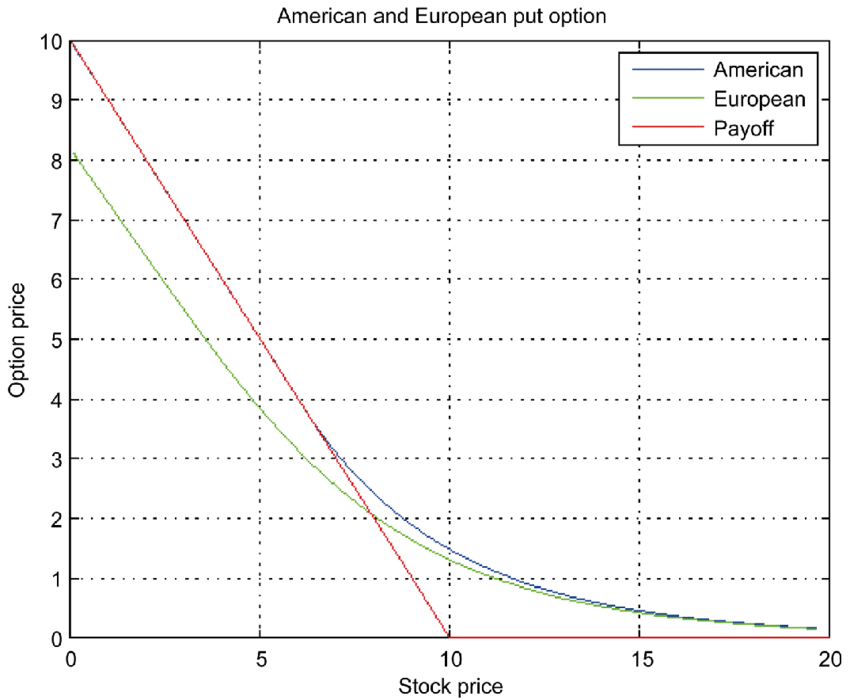 American and European put option
American
European
Payoff
Option price
10
9
8
7
6
5
4
3
2
1
0
0 5 10 15 20
Stock price